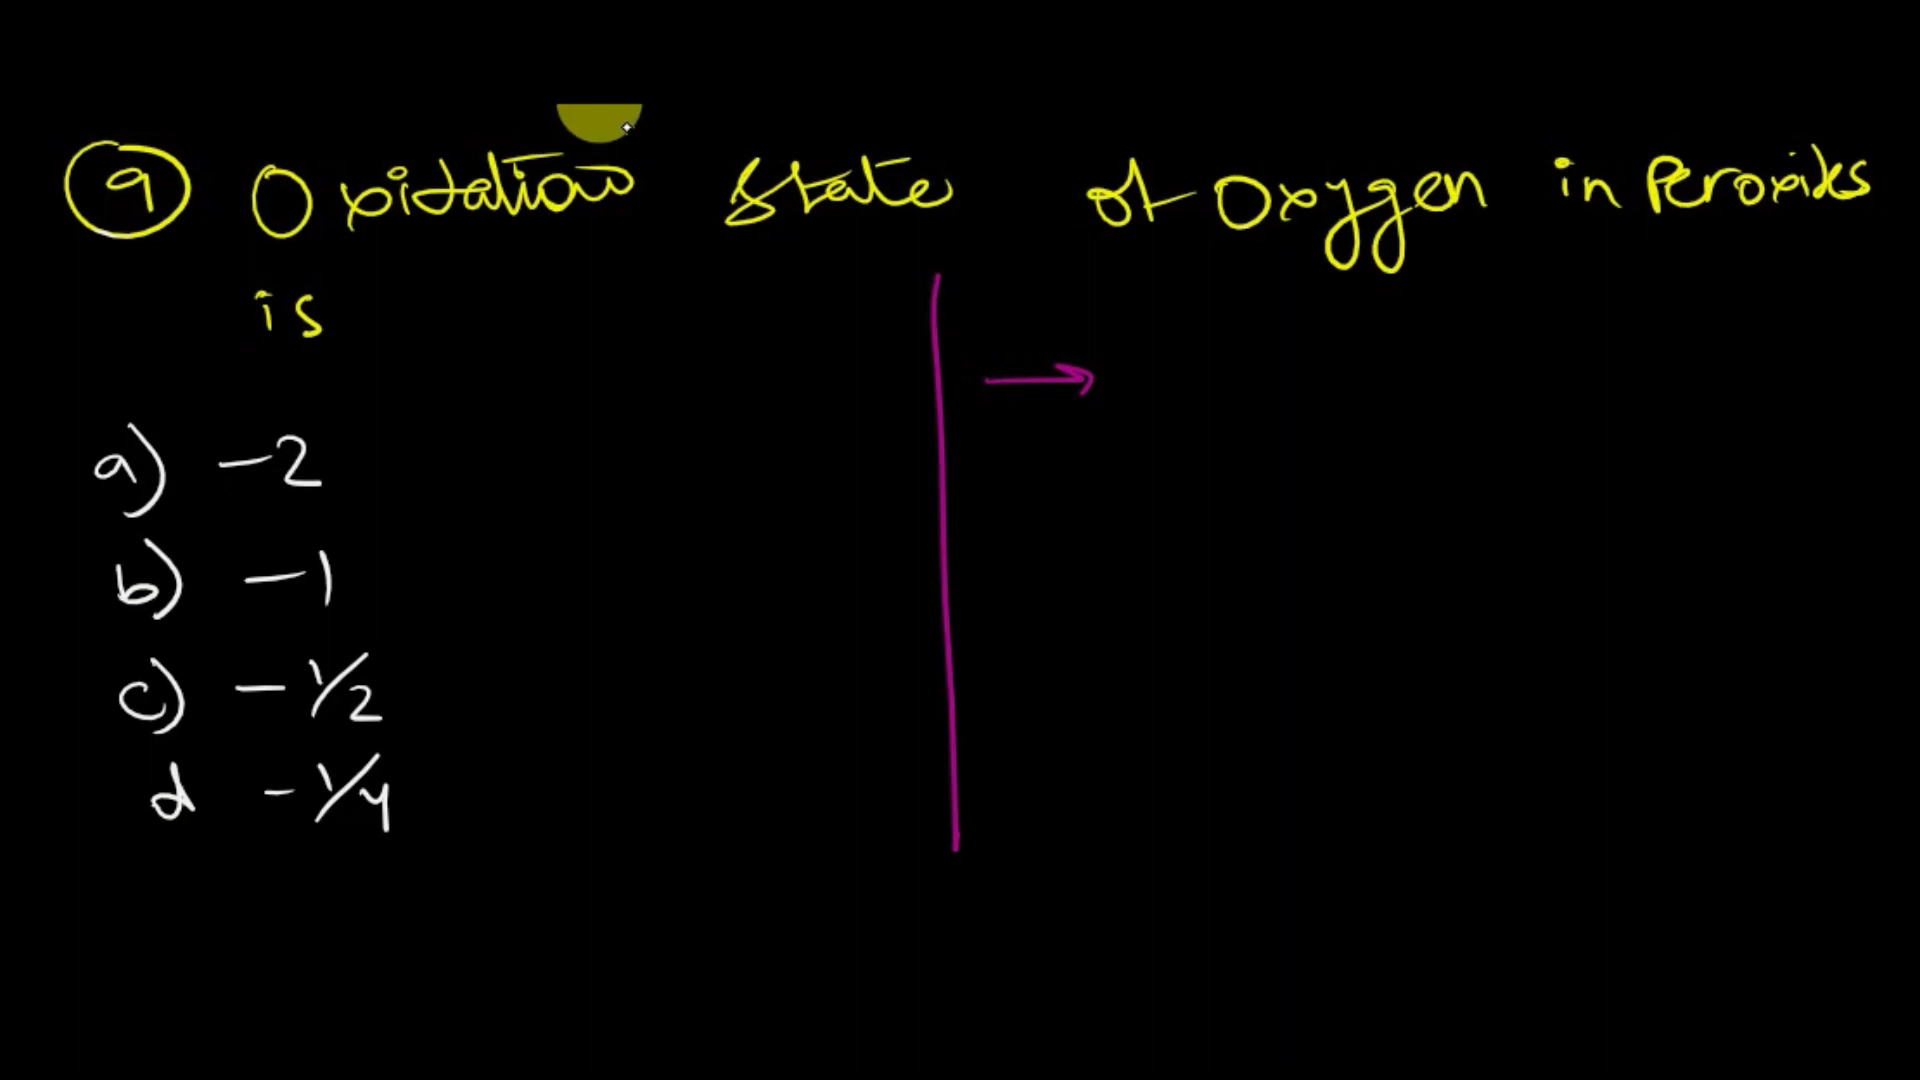 9 Oxidation state of Oxygen in Peroxides
is
a) -2
b) -1
c) - 1/2
d - 1/4